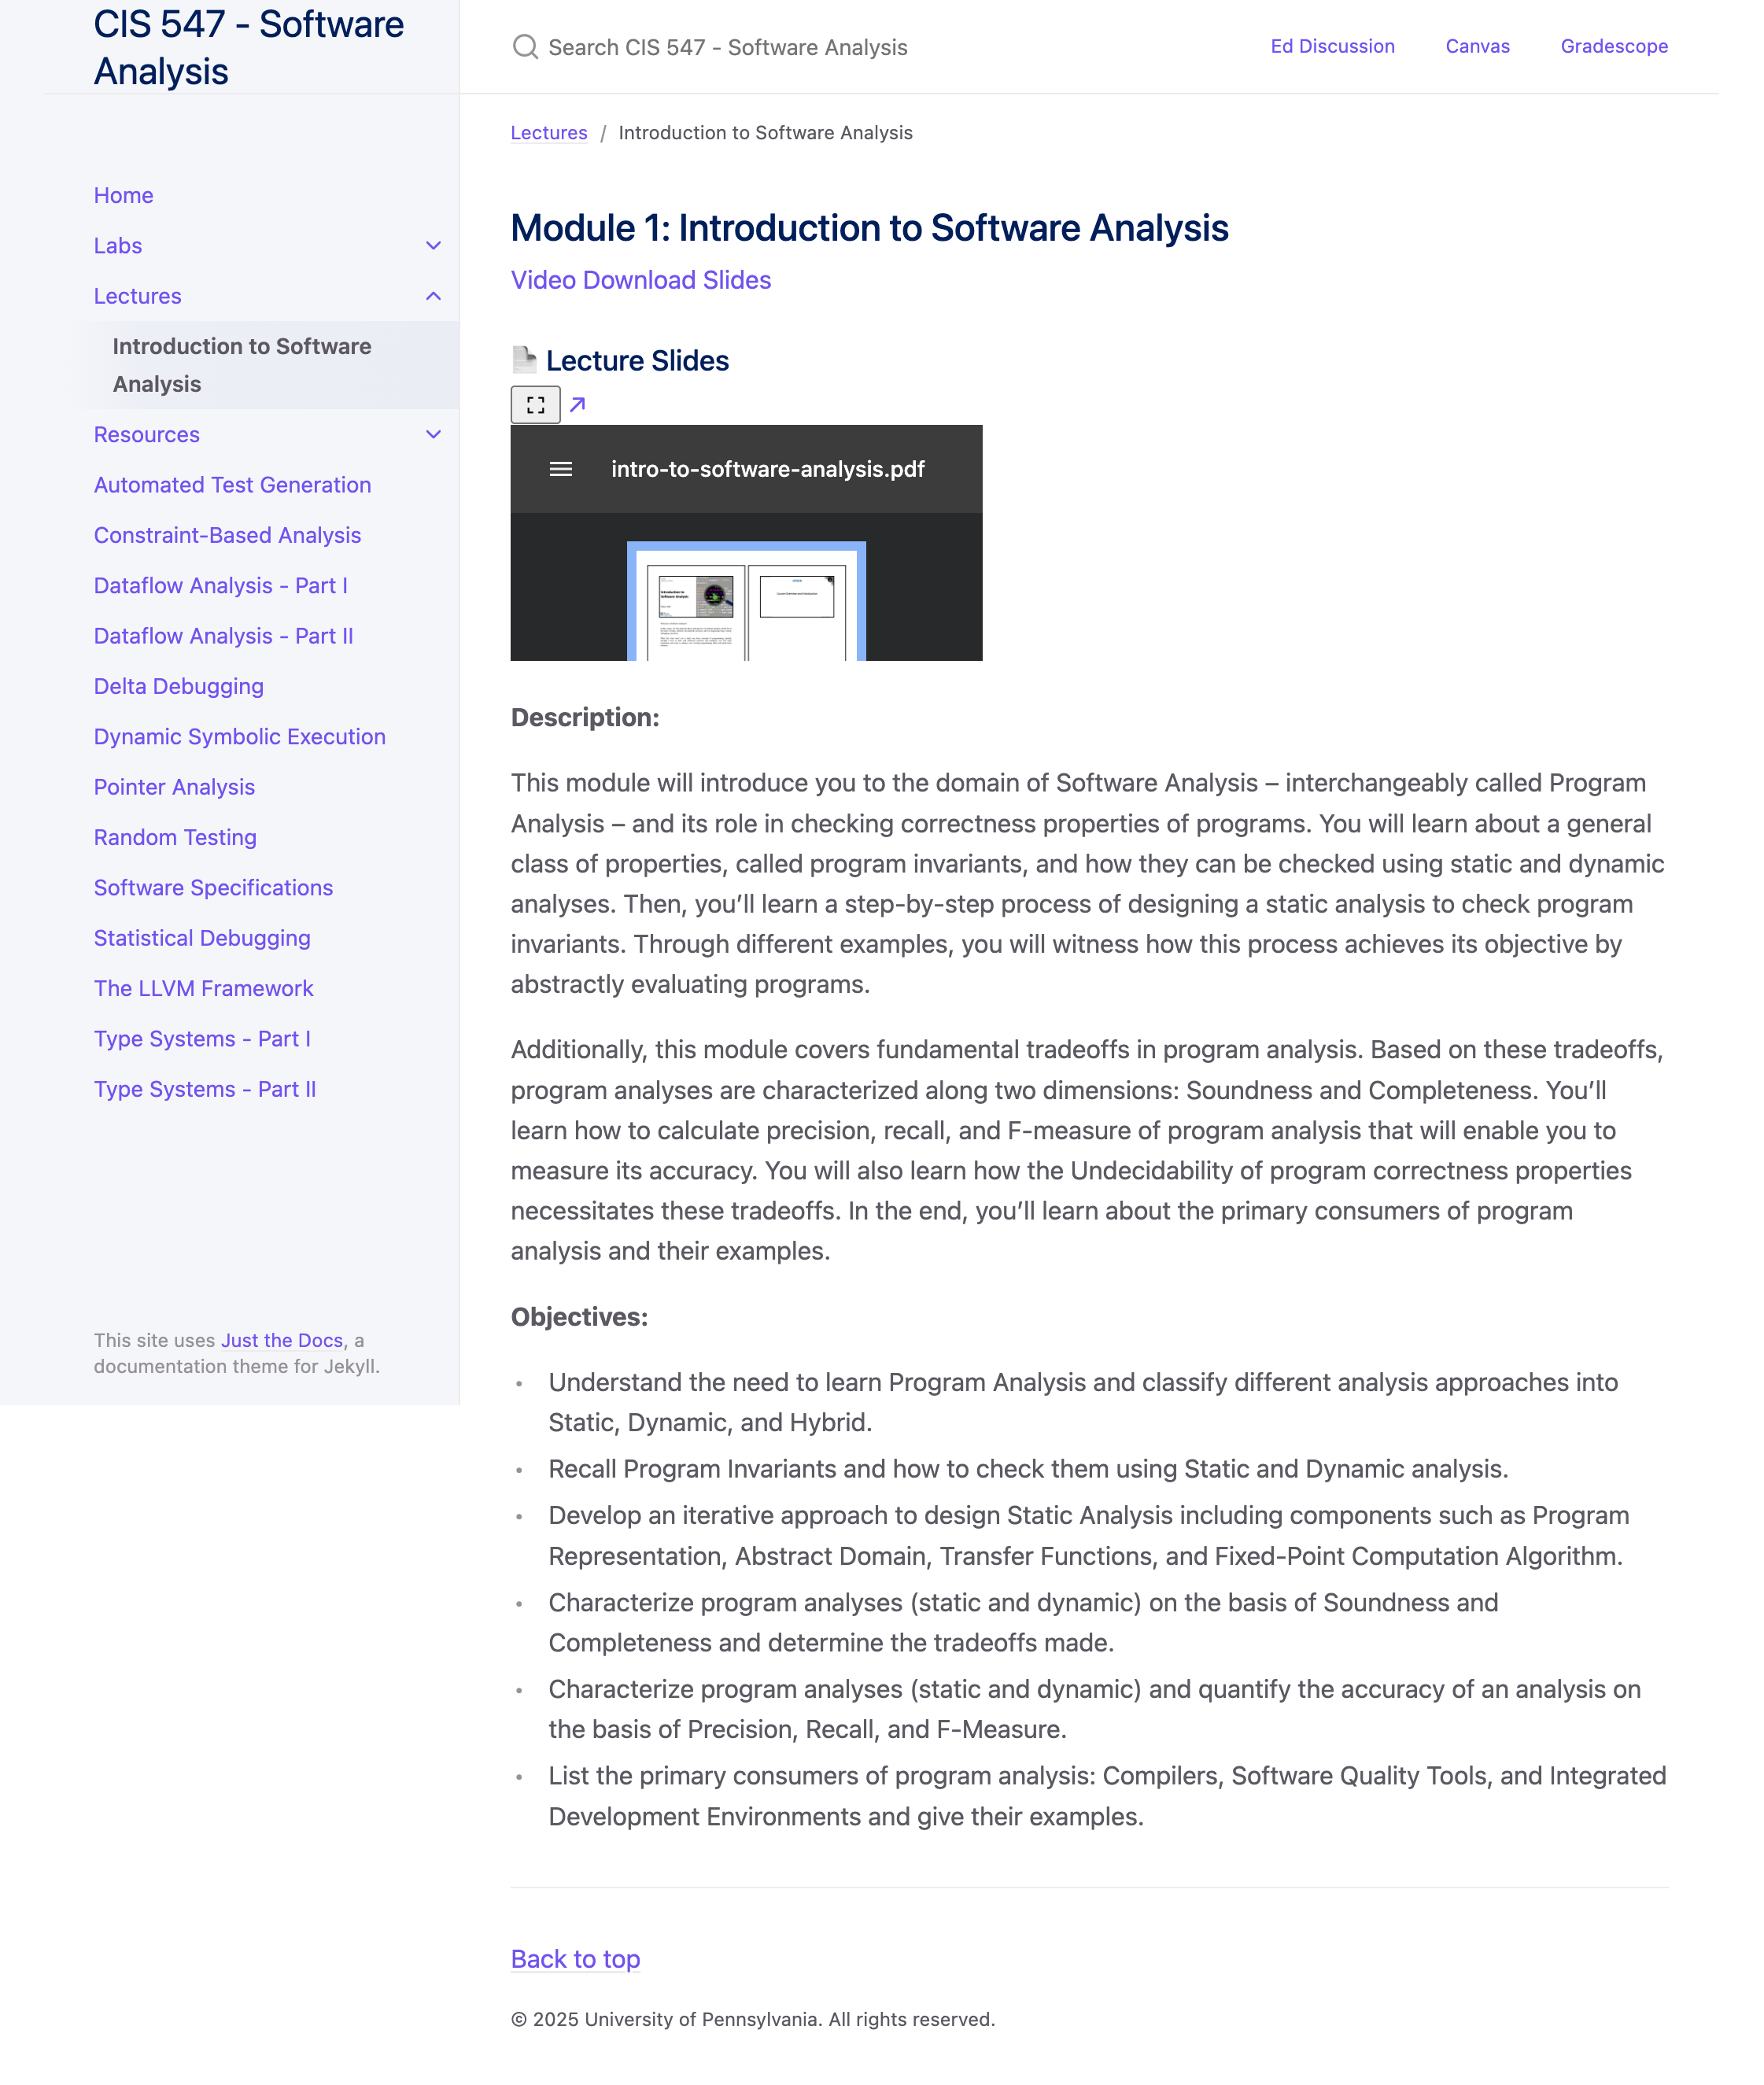 CIS 547 - Software
Analysis
Search CIS 547 - Software Analysis
Ed Discussion
Canvas
Gradescope
Home
Labs
Lectures
Introduction to Software
Analysis
Resources
Automated Test Generation
Constraint-Based Analysis
Dataflow Analysis - Part I
Dataflow Analysis - Part II
Delta Debugging
Dynamic Symbolic Execution
Pointer Analysis
Random Testing
Software Specifications
Statistical Debugging
The LLVM Framework
Type Systems - Part I
Type Systems - Part II
This site uses Just the Docs, a
documentation theme for Jekyll.
Lectures / Introduction to Software Analysis
Module 1: Introduction to Software Analysis
Video Download Slides
Lecture Slides
intro-to-software-analysis.pdf
Introduction to
Software Analysis
Course Overview and Introduction
Description:
This module will introduce you to the domain of Software Analysis – interchangeably called Program
Analysis – and its role in checking correctness properties of programs. You will learn about a general
class of properties, called program invariants, and how they can be checked using static and dynamic
analyses. Then, you’ll learn a step-by-step process of designing a static analysis to check program
invariants. Through different examples, you will witness how this process achieves its objective by
abstractly evaluating programs.
Additionally, this module covers fundamental tradeoffs in program analysis. Based on these tradeoffs,
program analyses are characterized along two dimensions: Soundness and Completeness. You’ll
learn how to calculate precision, recall, and F-measure of program analysis that will enable you to
measure its accuracy. You will also learn how the Undecidability of program correctness properties
necessitates these tradeoffs. In the end, you’ll learn about the primary consumers of program
analysis and their examples.
Objectives:
• Understand the need to learn Program Analysis and classify different analysis approaches into
Static, Dynamic, and Hybrid.
• Recall Program Invariants and how to check them using Static and Dynamic analysis.
• Develop an iterative approach to design Static Analysis including components such as Program
Representation, Abstract Domain, Transfer Functions, and Fixed-Point Computation Algorithm.
• Characterize program analyses (static and dynamic) on the basis of Soundness and
Completeness and determine the tradeoffs made.
• Characterize program analyses (static and dynamic) and quantify the accuracy of an analysis on
the basis of Precision, Recall, and F-Measure.
• List the primary consumers of program analysis: Compilers, Software Quality Tools, and Integrated
Development Environments and give their examples.
Back to top
© 2025 University of Pennsylvania. All rights reserved.